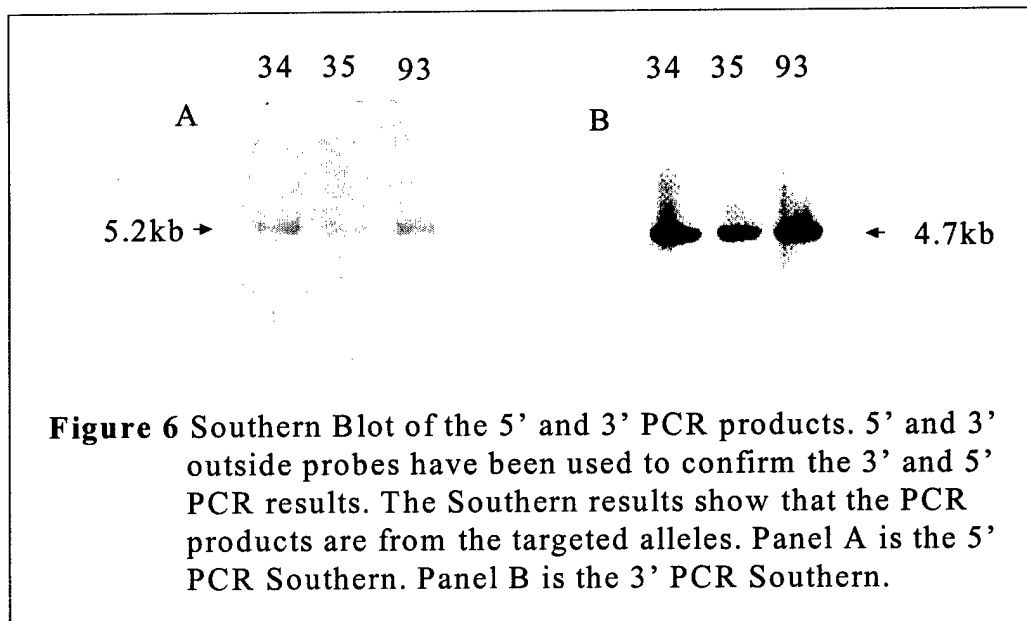 34 35 93
A
5.2kb
34 35 93
B
4.7kb
Figure 6 Southern Blot of the 5' and 3' PCR products. 5' and 3'
outside probes have been used to confirm the 3' and 5'
PCR results. The Southern results show that the PCR
products are from the targeted alleles. Panel A is the 5'
PCR Southern. Panel B is the 3' PCR Southern.